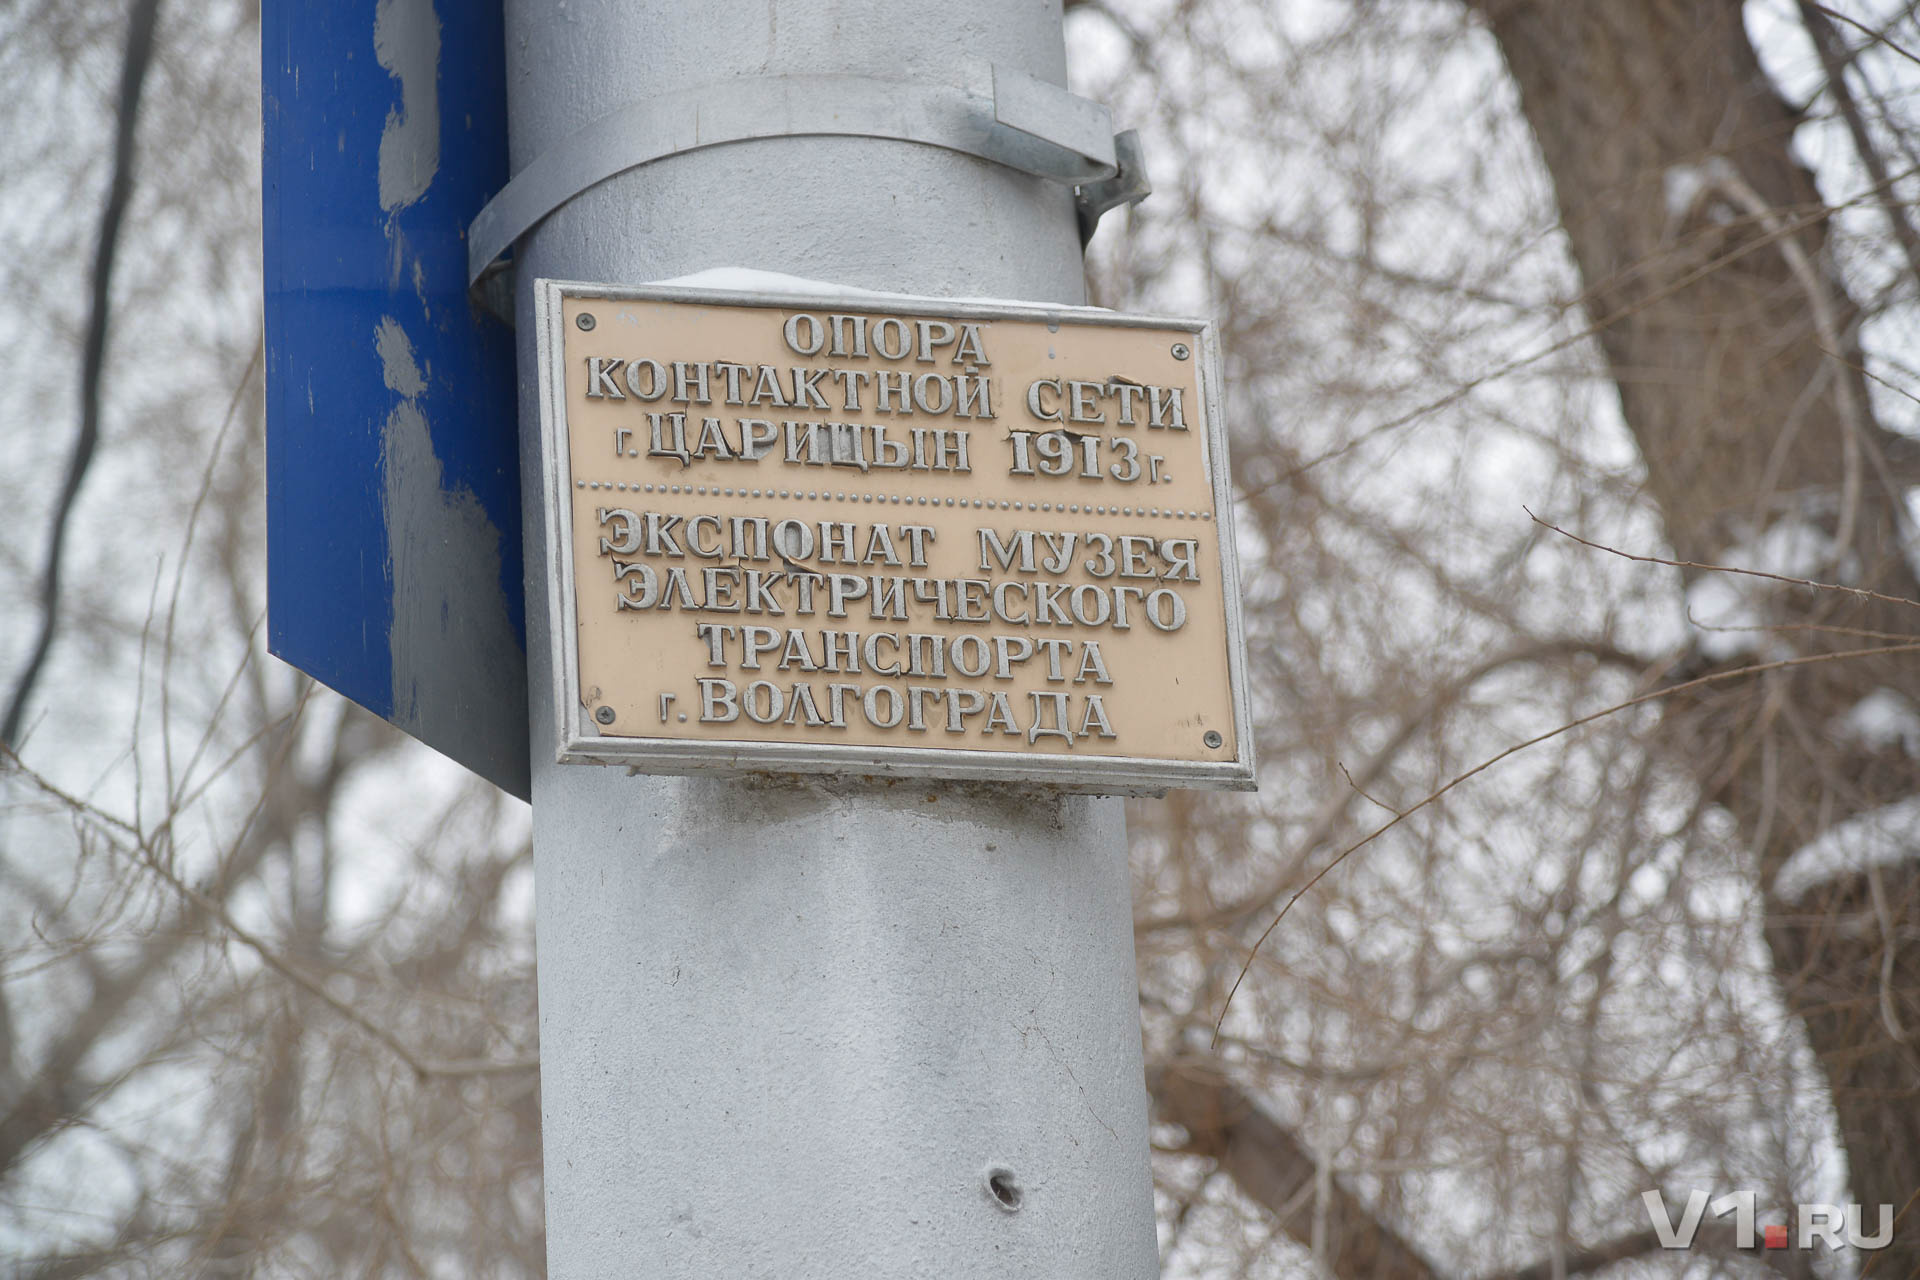 ОПОРА
КОНТАКТНОЙ СЕТИ
г. ЦАРИЦЫН 1913 г.
ЭКСПОНАТ МУЗЕЯ
ЭЛЕКТРИЧЕСКОГО
ТРАНСПОРТА
г. ВОЛГОГРАДА
V1.RU